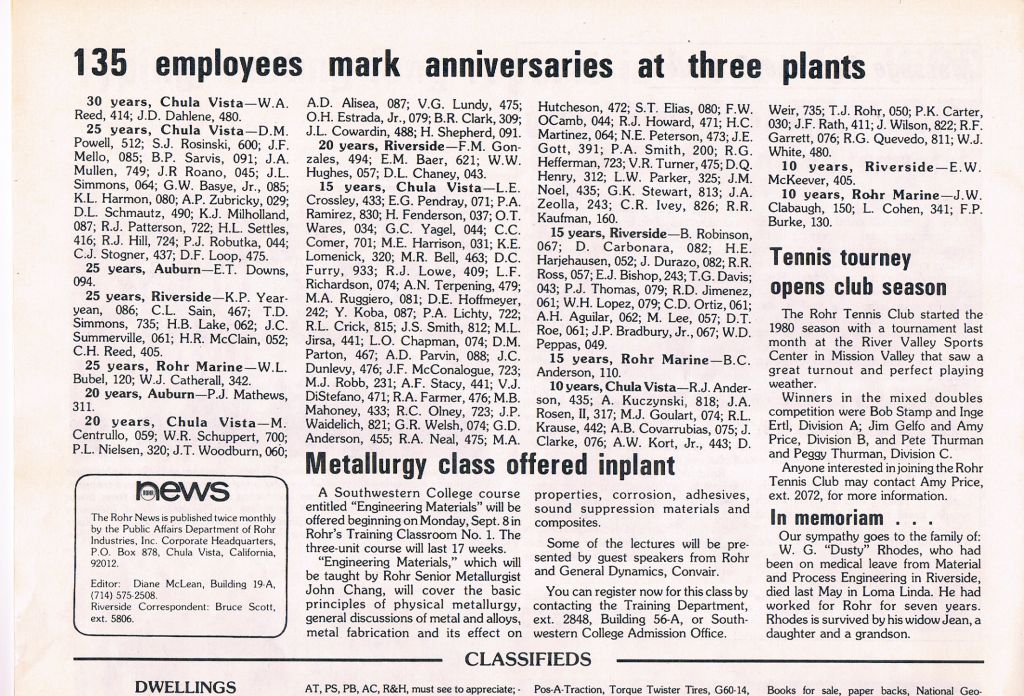 135 employees mark anniversaries at three plants
30 years, Chula Vista—W.A.
Reed, 414; J.D. Dahlene, 480.
25 years, Chula Vista—D.M.
Powell, 512; S.J. Rosinski, 600; J.F.
Mello, 085; B.P. Sarvis, 091; J.A.
Mullen, 749; J.R Roano, 045; J.L.
Simmons, 064; G.W. Basye, Jr., 085;
K.L. Harmon, 080; A.P. Zubricky, 029;
D.L. Schmautz, 490; K.J. Milholland,
087; R.J. Patterson, 722; H.L. Settles,
416; R.J. Hill, 724; P.J. Robutka, 044;
C.J. Stogner, 437; D.F. Loop, 475.
25 years, Auburn—E.T. Downs,
094.
25 years, Riverside—K.P. Year-
yean, 086; C.L. Sain, 467; T.D.
Simmons, 735; H.B. Lake, 062; J.C.
Summerville, 061; H.R. McClain, 052;
C.H. Reed, 405.
25 years, Rohr Marine—W.L.
Bubel, 120; W.J. Catherall, 342.
20 years, Auburn—P.J. Mathews,
311.
20 years, Chula Vista—M.
Centrullo, 059; W.R. Schuppert, 700;
P.L. Nielsen, 320; J.T. Woodburn, 060;
A.D. Alisea, 087; V.G. Lundy, 475;
O.H. Estrada, Jr., 079; B.R. Clark, 309;
J.L. Cowardin, 488; H. Shepherd, 091.
20 years, Riverside—F.M. Gon-
zales, 494; E.M. Baer, 621; W.W.
Hughes, 057; D.L. Chaney, 043.
15 years, Chula Vista—L.E.
Crossley, 433; E.G. Pendray, 071; P.A.
Ramirez, 830; H. Fenderson, 037; O.T.
Wares, 034; G.C. Yagel, 044; C.C.
Comer, 701; M.E. Harrison, 031; K.E.
Lomenick, 320; M.R. Bell, 463; D.C.
Furry, 933; R.J. Lowe, 409; L.F.
Richardson, 074; A.N. Terpening, 479;
M.A. Ruggiero, 081; D.E. Hoffmeyer,
242; Y. Koba, 087; P.A. Lichty, 722;
R.L. Crick, 815; J.S. Smith, 812; M.L.
Jirsa, 441; L.O. Chapman, 074; D.M.
Parton, 467; A.D. Parvin, 088; J.C.
Dunlevy, 476; J.F. McConalogue, 723;
M.J. Robb, 231; A.F. Stacy, 441; V.J.
DiStefano, 471; R.A. Farmer, 476; M.B.
Mahoney, 433; R.C. Olney, 723; J.P.
Waidelich, 821; G.R. Welsh, 074; G.D.
Anderson, 455; R.A. Neal, 475; M.A.
Hutcheson, 472; S.T. Elias, 080; F.W.
OCamb, 044; R.J. Howard, 471; H.C.
Martinez, 064; N.E. Peterson, 473; J.E.
Gott, 391; P.A. Smith, 200; R.G.
Hefferman, 723; V.R. Turner, 475; D.Q.
Henry, 312; L.W. Parker, 325; J.M.
Noel, 435; G.K. Stewart, 813; J.A.
Zeolla, 243; C.R. Ivey, 826; R.R.
Kaufman, 160.
15 years, Riverside—B. Robinson,
067; D. Carbonara, 082; H.E.
Harjehausen, 052; J. Durazo, 082; R.R.
Ross, 057; E.J. Bishop, 243; T.G. Davis;
043; P.J. Thomas, 079; R.D. Jimenez,
061; W.H. Lopez, 079; C.D. Ortiz, 061;
A.H. Aguilar, 062; M. Lee, 057; D.T.
Roe, 061; J.P. Bradbury, Jr., 067; W.D.
Peppas, 049.
15 years, Rohr Marine—B.C.
Anderson, 110.
10 years, Chula Vista—R.J. Ander-
son, 435; A. Kuczynski, 818; J.A.
Rosen, II, 317; M.J. Goulart, 074; R.L.
Krause, 442; A.B. Covarrubias, 075; J.
Clarke, 076; A.W. Kort, Jr., 443; D.
Weir, 735; T.J. Rohr, 050; P.K. Carter,
030; J.F. Rath, 411; J. Wilson, 822; R.F.
Garrett, 076; R.G. Quevedo, 811; W.J.
White, 480.
10 years, Riverside—E.W.
McKeever, 405.
10 years, Rohr Marine—J.W.
Clabaugh, 150; L. Cohen, 341; F.P.
Burke, 130.
Tennis tourney
opens club season
The Rohr Tennis Club started the
1980 season with a tournament last
month at the River Valley Sports
Center in Mission Valley that saw a
great turnout and perfect playing
weather.
Winners in the mixed doubles
competition were Bob Stamp and Inge
Ertl, Division A; Jim Gelfo and Amy
Price, Division B, and Pete Thurman
and Peggy Thurman, Division C.
Anyone interested in joining the Rohr
Tennis Club may contact Amy Price,
ext. 2072, for more information.
In memoriam . . .
Our sympathy goes to the family of:
W. G. "Dusty" Rhodes, who had
been on medical leave from Material
and Process Engineering in Riverside,
died last May in Loma Linda. He had
worked for Rohr for seven years.
Rhodes is survived by his widow Jean, a
daughter and a grandson.
ROHR news
The Rohr News is published twice monthly
by the Public Affairs Department of Rohr
Industries, Inc. Corporate Headquarters,
P.O. Box 878, Chula Vista, California,
92012.
Editor: Diane McLean, Building 19-A,
(714) 575-2508.
Riverside Correspondent: Bruce Scott,
ext. 5806.
Metallurgy class offered inplant
A Southwestern College course
entitled "Engineering Materials" will be
offered beginning on Monday, Sept. 8 in
Rohr's Training Classroom No. 1. The
three-unit course will last 17 weeks.
"Engineering Materials," which will
be taught by Rohr Senior Metallurgist
John Chang, will cover the basic
principles of physical metallurgy,
general discussions of metal and alloys,
metal fabrication and its effect on
properties, corrosion, adhesives,
sound suppression materials and
composites.
Some of the lectures will be pre-
sented by guest speakers from Rohr
and General Dynamics, Convair.
You can register now for this class by
contacting the Training Department,
ext. 2848, Building 56-A, or South-
western College Admission Office.
CLASSIFIEDS
DWELLINGS
AT, PS, PB, AC, R&H, must see to appreciate; -
Pos-A-Traction, Torque Twister Tires, G60-14,
Books for sale, paper backs, National Geo-